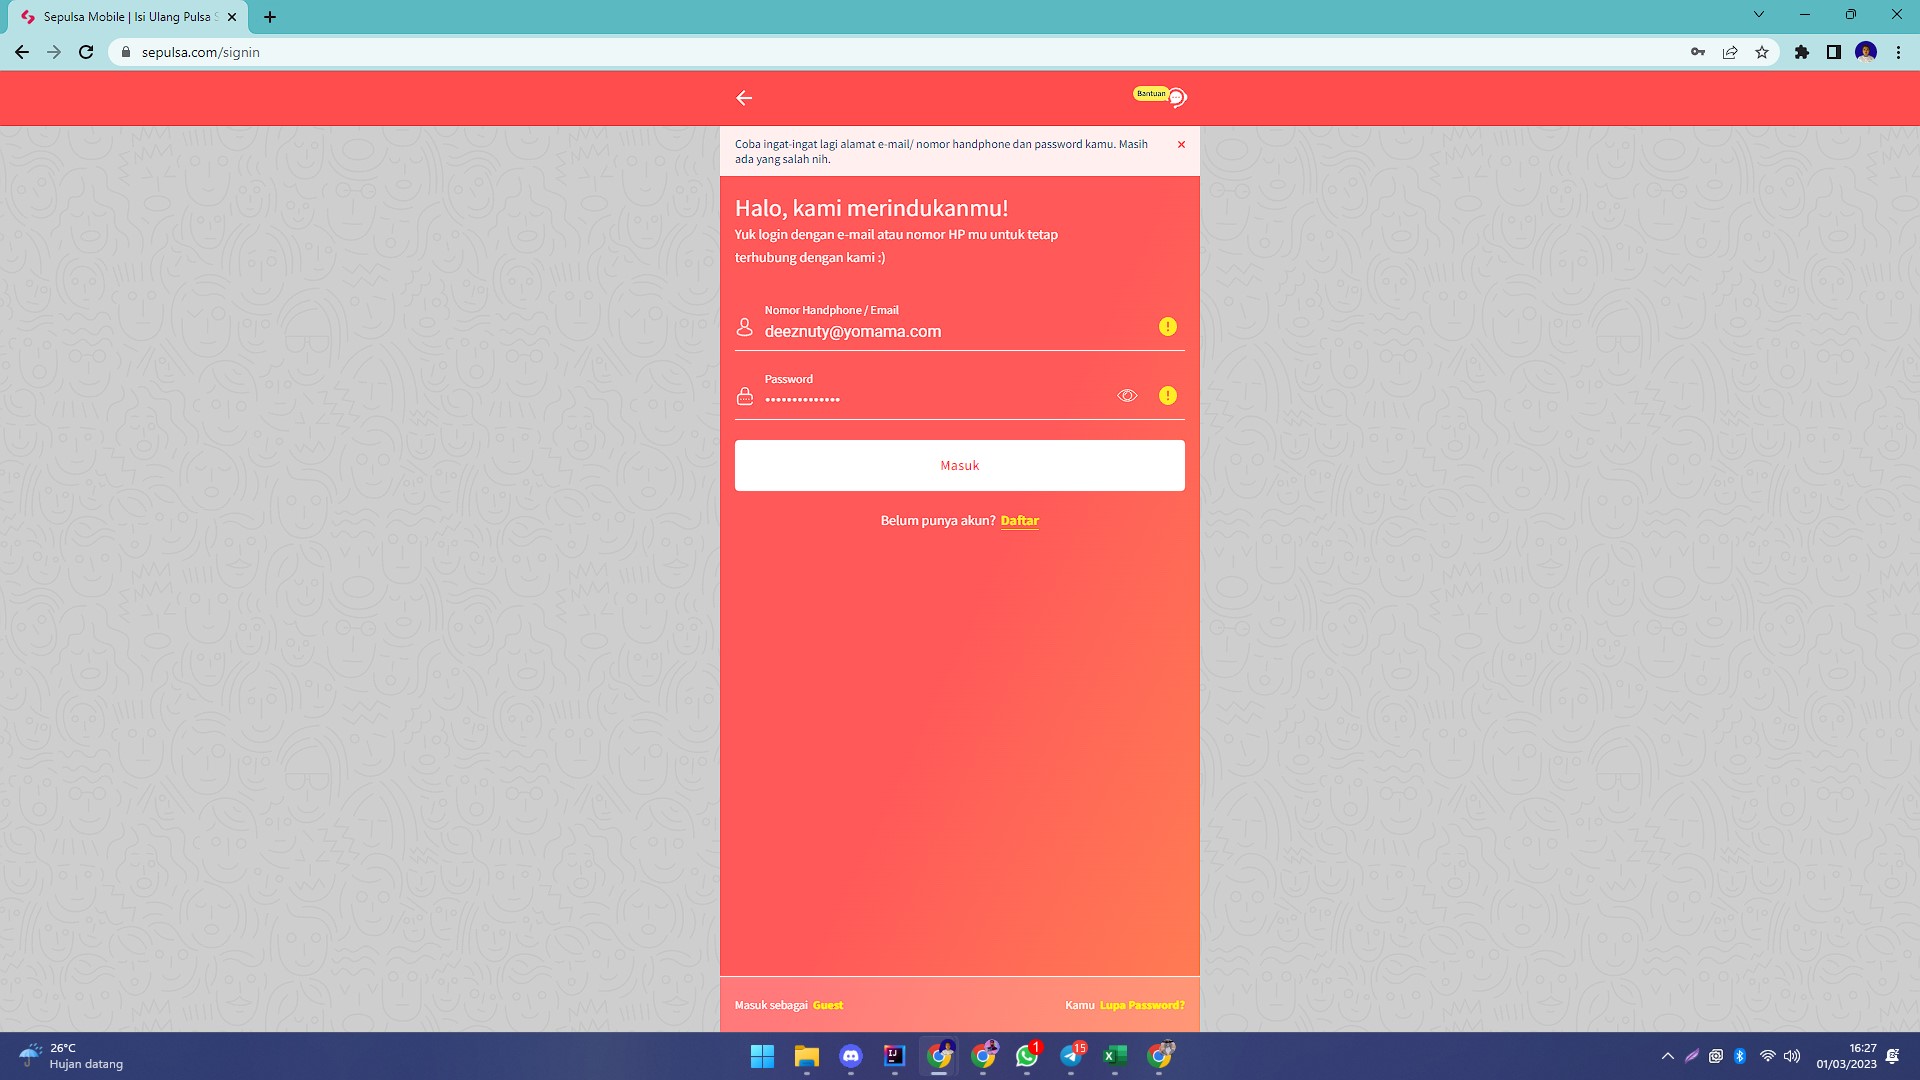 Sepulsa Mobile | Isi Ulang Pulsa
sepulsa.com/signin
Bantuan
Coba ingat-ingat lagi alamat e-mail/ nomor handphone dan password kamu. Masih
ada yang salah nih.
Halo, kami merindukanmu!
Yuk login dengan e-mail atau nomor HP mu untuk tetap
terhubung dengan kami :)
Nomor Handphone / Email
deeznuty@yomama.com
Password
Masuk
Belum punya akun? Daftar
Masuk sebagai Guest
Kamu Lupa Password?
26°C
Hujan datang
IJ
1
15
16:27
01/03/2023